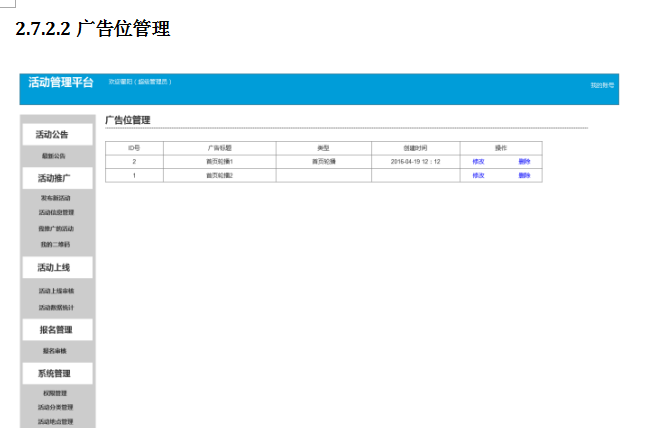 2.7.2.2 广告位管理
活动管理平台 欢迎曹阳（超级管理员） 我的账号
广告位管理
ID号 广告标题 类型 创建时间 操作
2 首页轮播1 首页轮播 2016-04-19 12：12 修改 删除
1 首页轮播2 修改 删除
活动公告
最新公告
活动推广
发布新活动
活动信息管理
我推广的活动
我的二维码
活动上线
活动上线审核
活动数据统计
报名管理
报名审核
系统管理
权限管理
活动分类管理
活动地点管理